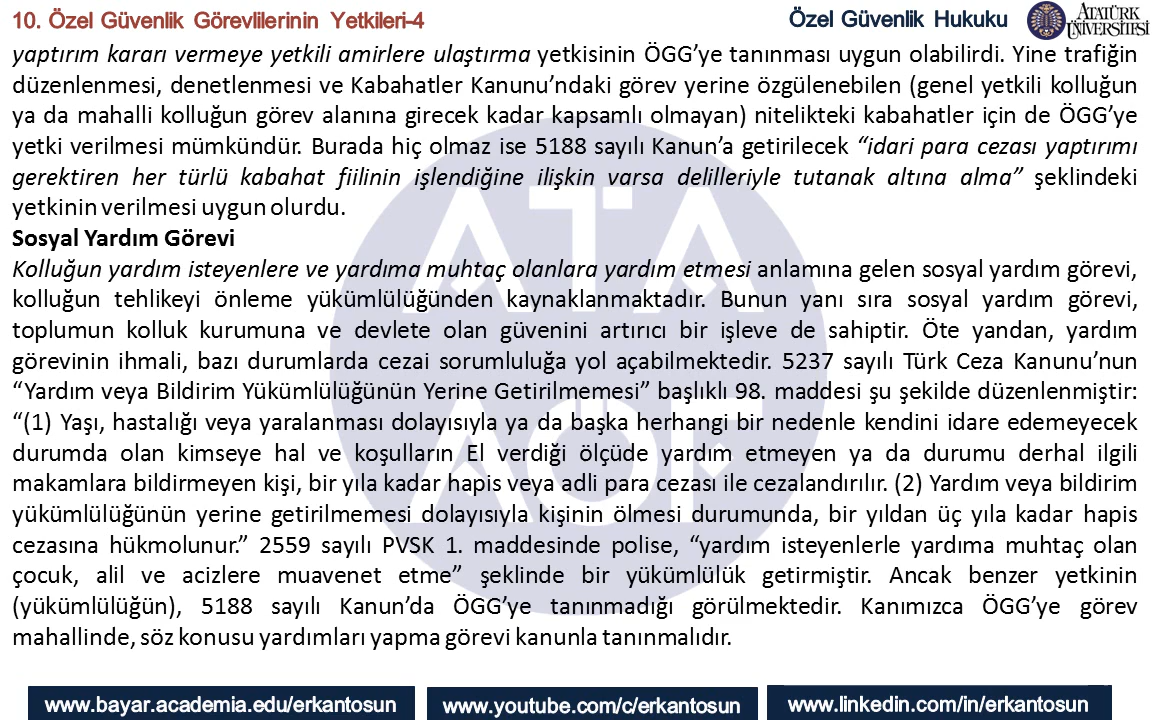 10. Özel Güvenlik Görevlilerinin Yetkileri-4
Özel Güvenlik Hukuku
ATATÜRK
ÜNİVERSİTESİ
yaptırım kararı vermeye yetkili amirlere ulaştırma yetkisinin ÖGG’ye tanınması uygun olabilirdi. Yine trafiğin
düzenlenmesi, denetlenmesi ve Kabahatler Kanunu’ndaki görev yerine özgülenebilen (genel yetkili kolluğun
ya da mahalli kolluğun görev alanına girecek kadar kapsamlı olmayan) nitelikteki kabahatler için de ÖGG’ye
yetki verilmesi mümkündür. Burada hiç olmaz ise 5188 sayılı Kanun’a getirilecek “idari para cezası yaptırımı
gerektiren her türlü kabahat fiilinin işlendiğine ilişkin varsa delilleriyle tutanak altına alma” şeklindeki
yetkinin verilmesi uygun olurdu.
Sosyal Yardım Görevi
Kolluğun yardım isteyenlere ve yardıma muhtaç olanlara yardım etmesi anlamına gelen sosyal yardım görevi,
kolluğun tehlikeyi önleme yükümlülüğünden kaynaklanmaktadır. Bunun yanı sıra sosyal yardım görevi,
toplumun kolluk kurumuna ve devlete olan güvenini artırıcı bir işleve de sahiptir. Öte yandan, yardım
görevinin ihmali, bazı durumlarda cezai sorumluluğa yol açabilmektedir. 5237 sayılı Türk Ceza Kanunu’nun
“Yardım veya Bildirim Yükümlülüğünün Yerine Getirilmemesi” başlıklı 98. maddesi şu şekilde düzenlenmiştir:
“(1) Yaşı, hastalığı veya yaralanması dolayısıyla ya da başka herhangi bir nedenle kendini idare edemeyecek
durumda olan kimseye hal ve koşulların El verdiği ölçüde yardım etmeyen ya da durumu derhal ilgili
makamlara bildirmeyen kişi, bir yıla kadar hapis veya adli para cezası ile cezalandırılır. (2) Yardım veya bildirim
yükümlülüğünün yerine getirilmemesi dolayısıyla kişinin ölmesi durumunda, bir yıldan üç yıla kadar hapis
cezasına hükmolunur.” 2559 sayılı PVSK 1. maddesinde polise, “yardım isteyenlerle yardıma muhtaç olan
çocuk, alil ve acizlere muavenet etme” şeklinde bir yükümlülük getirmiştir. Ancak benzer yetkinin
(yükümlülüğün), 5188 sayılı Kanun’da ÖGG’ye tanınmadığı görülmektedir. Kanımızca ÖGG’ye görev
mahallinde, söz konusu yardımları yapma görevi kanunla tanınmalıdır.
ATA
AÖF
www.bayar.academia.edu/erkantosun
www.youtube.com/c/erkantosun
www.linkedin.com/in/erkantosun